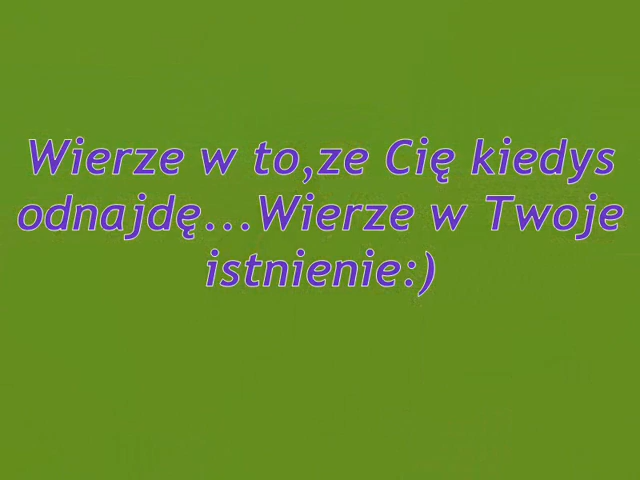 Wierze w to,ze Cię kiedys
odnajdę...Wierze w Twoje
istnienie:)